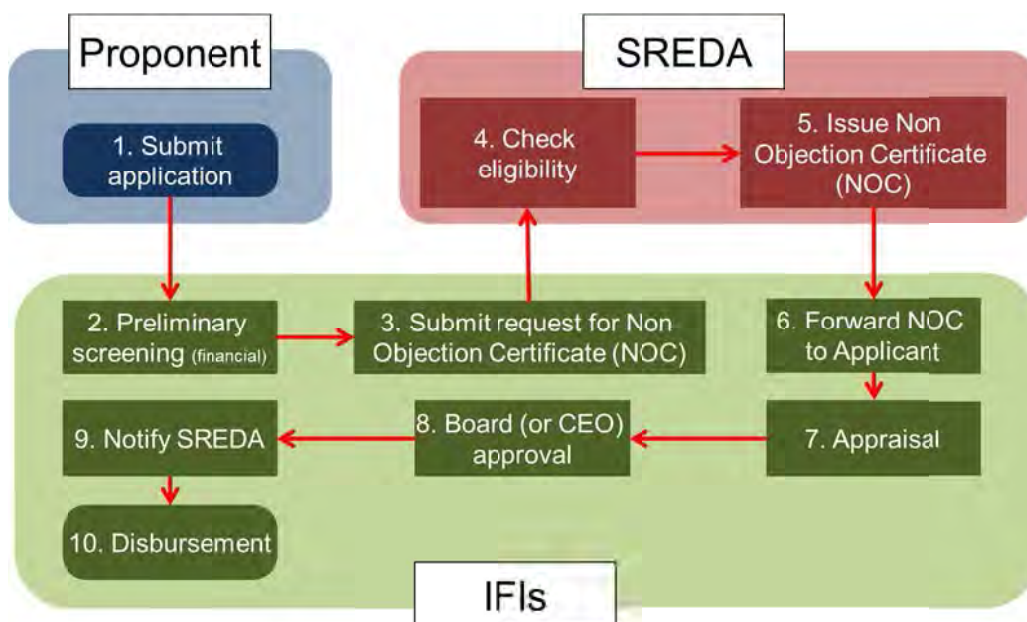 Proponent
SREDA
1. Submit
application
4. Check
eligibility
5. Issue Non
Objection Certificate
(NOC)
2. Preliminary
screening (financial)
3. Submit request for Non
Objection Certificate (NOC)
6. Forward NOC
to Applicant
9. Notify SREDA
8. Board (or CEO)
approval
7. Appraisal
10. Disbursement
IFIs